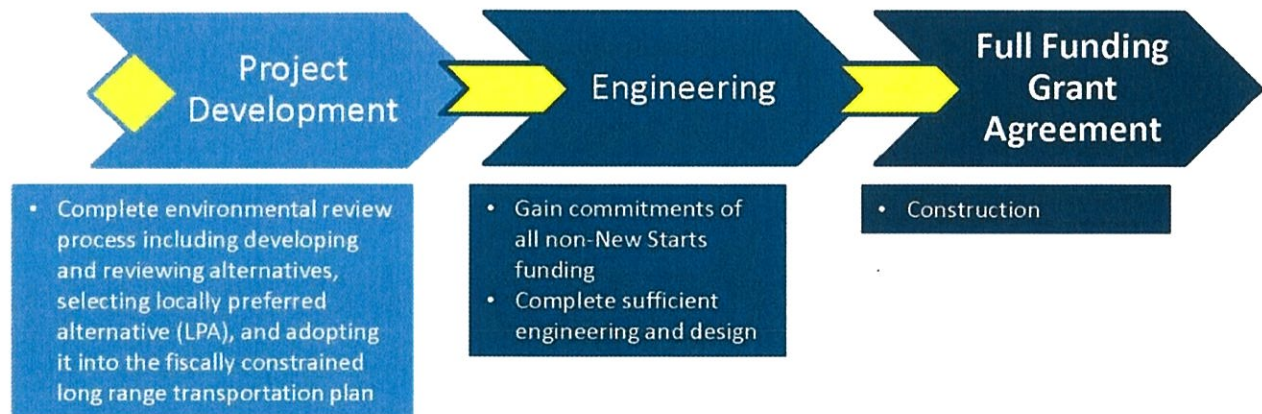 Project
Development
Engineering
Full Funding
Grant
Agreement
• Complete environmental review
process including developing
and reviewing alternatives,
selecting locally preferred
alternative (LPA), and adopting
it into the fiscally constrained
long range transportation plan
• Gain commitments of
all non-New Starts
funding
• Complete sufficient
engineering and design
• Construction